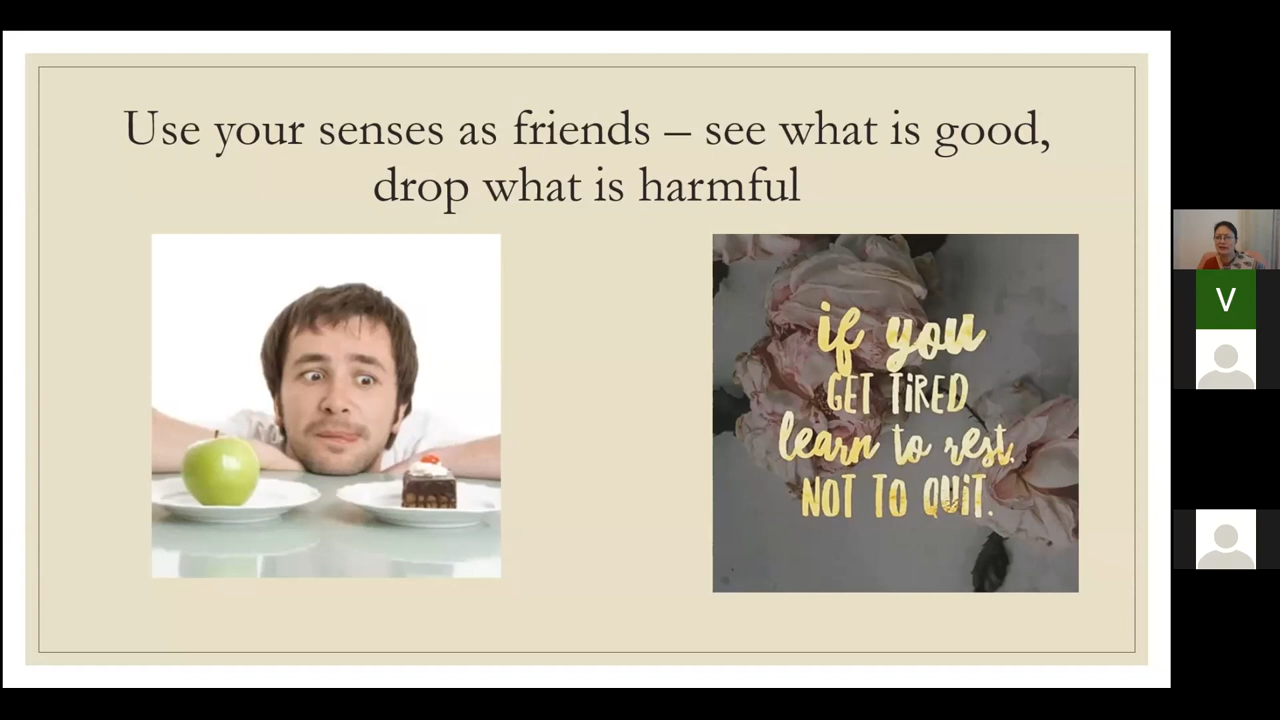 Use your senses as friends – see what is good,
drop what is harmful
if you
GET TiRED
learn to rest.
NOT TO QUiT.
V